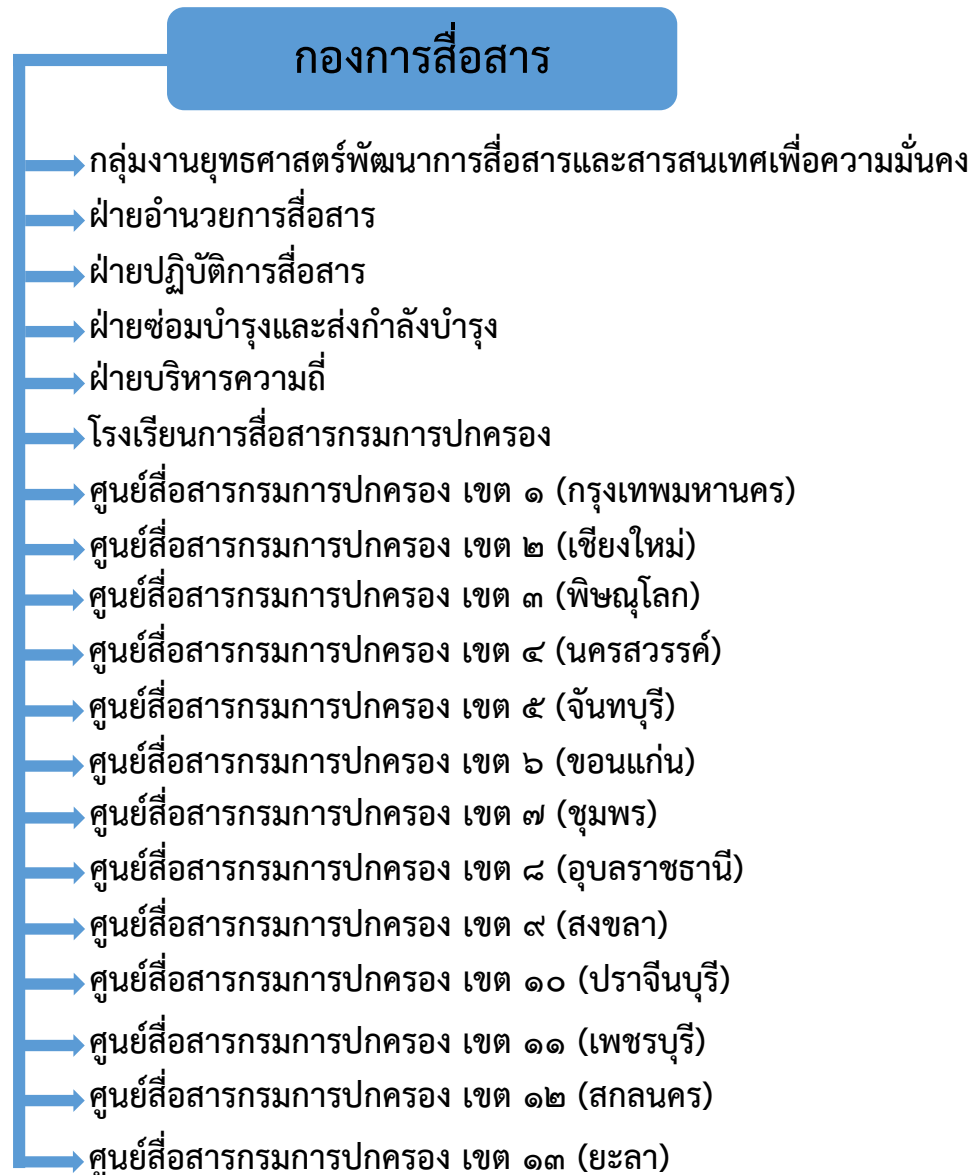 กองการสื่อสาร
กลุ่มงานยุทธศาสตร์พัฒนาการสื่อสารและสารสนเทศเพื่อความมั่นคง
ฝ่ายอำนวยการสื่อสาร
ฝ่ายปฏิบัติการสื่อสาร
ฝ่ายซ่อมบำรุงและส่งกำลังบำรุง
ฝ่ายบริหารความถี่
โรงเรียนการสื่อสารกรมการปกครอง
ศูนย์สื่อสารกรมการปกครอง เขต ๑ (กรุงเทพมหานคร)
ศูนย์สื่อสารกรมการปกครอง เขต ๒ (เชียงใหม่)
ศูนย์สื่อสารกรมการปกครอง เขต ๓ (พิษณุโลก)
ศูนย์สื่อสารกรมการปกครอง เขต ๔ (นครสวรรค์)
ศูนย์สื่อสารกรมการปกครอง เขต ๕ (จันทบุรี)
ศูนย์สื่อสารกรมการปกครอง เขต ๖ (ขอนแก่น)
ศูนย์สื่อสารกรมการปกครอง เขต ๗ (ชุมพร)
ศูนย์สื่อสารกรมการปกครอง เขต ๘ (อุบลราชธานี)
ศูนย์สื่อสารกรมการปกครอง เขต ๙ (สงขลา)
ศูนย์สื่อสารกรมการปกครอง เขต ๑๐ (ปราจีนบุรี)
ศูนย์สื่อสารกรมการปกครอง เขต ๑๑ (เพชรบุรี)
ศูนย์สื่อสารกรมการปกครอง เขต ๑๒ (สกลนคร)
ศูนย์สื่อสารกรมการปกครอง เขต ๑๓ (ยะลา)